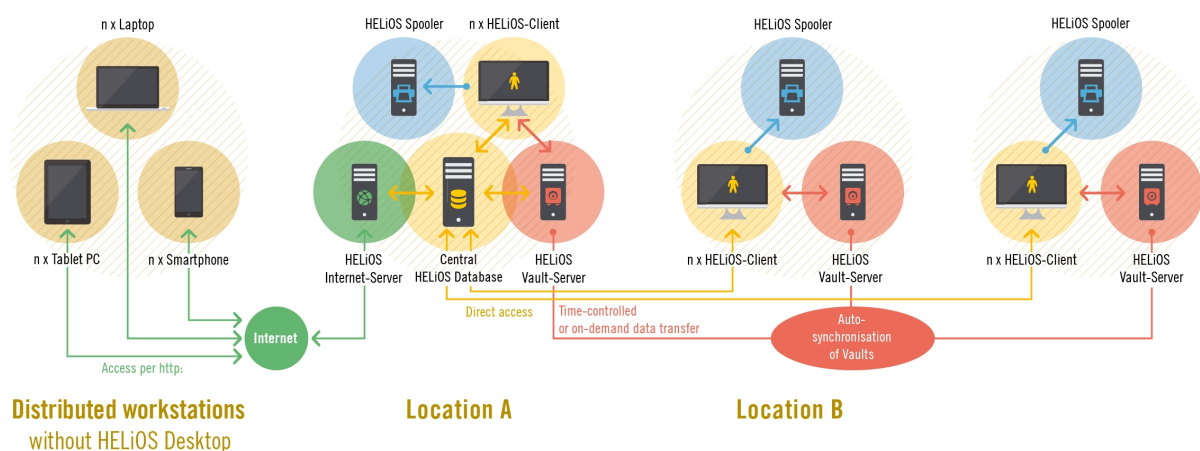 n x Laptop
HELiOS Spooler
n x HELiOS-Client
HELiOS Spooler
HELiOS Spooler
n x Tablet PC
n x Smartphone
HELiOS
Internet-Server
Central
HELiOS Database
HELiOS
Vault-Server
n x HELiOS-Client
HELiOS
Vault-Server
n x HELiOS-Client
HELiOS
Vault-Server
Direct access
Time-controlled
or on-demand data transfer
Auto-
synchronisation
of Vaults
Internet
Access per http:
Distributed workstations
without HELiOS Desktop
Location A
Location B